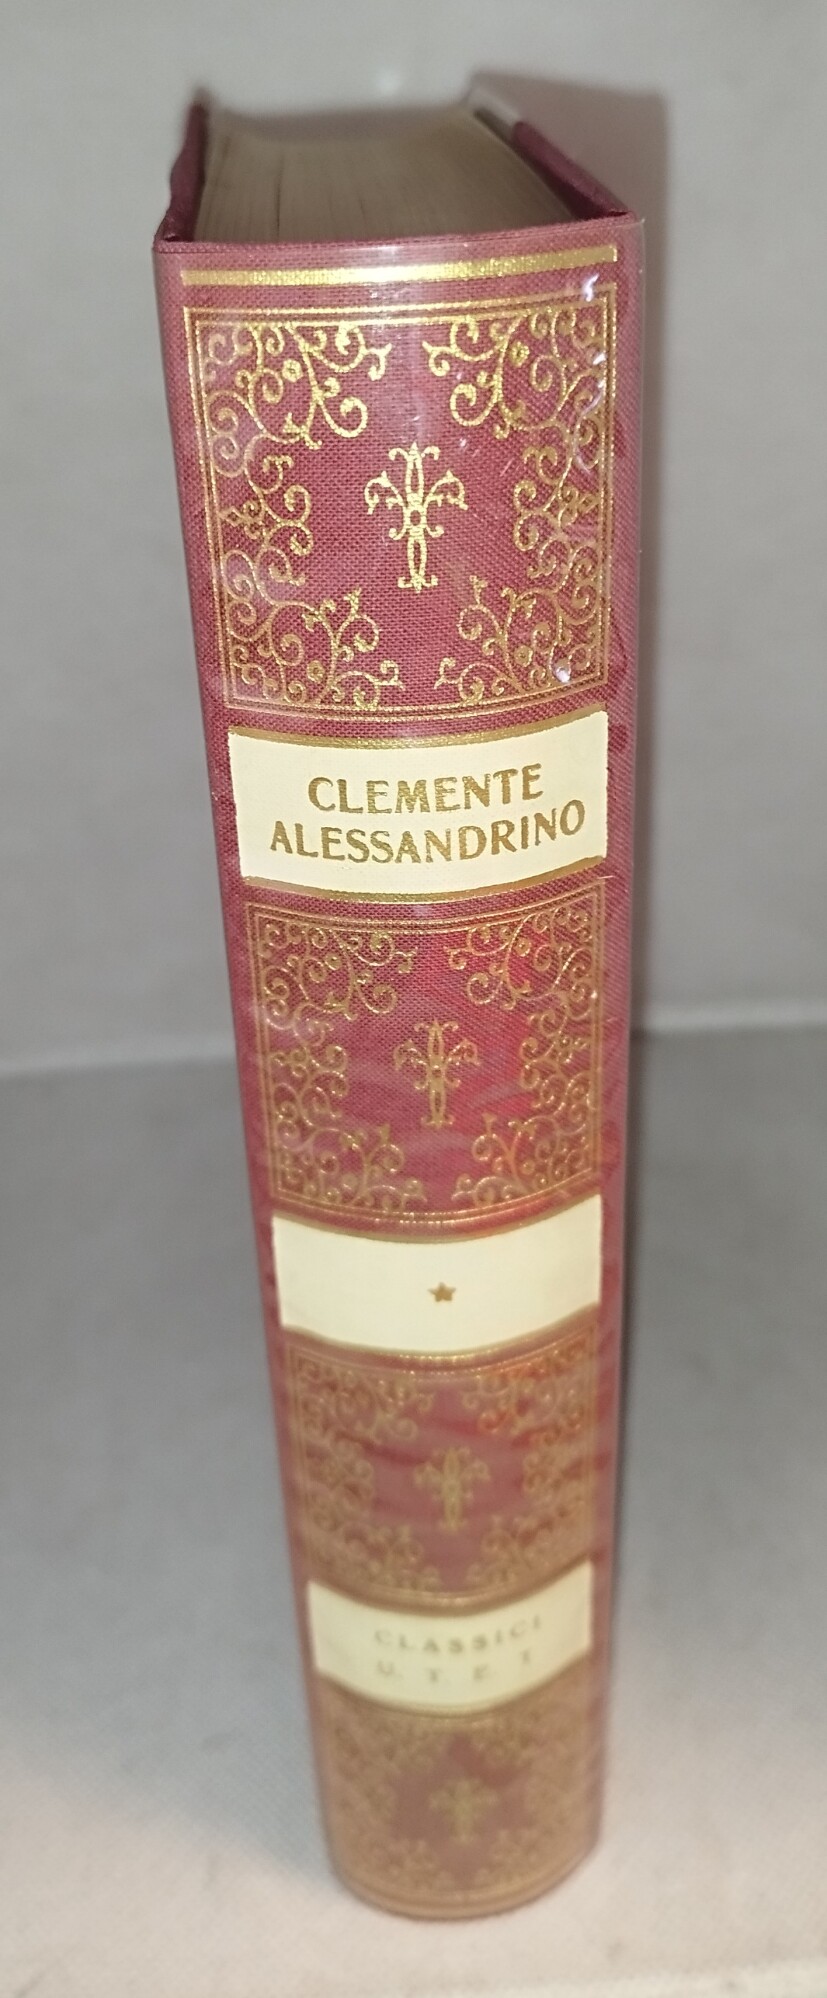 CLEMENTE
ALESSANDRINO
CLASSICI
U. T. E. T.